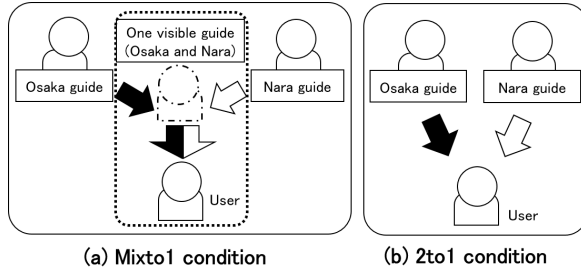 One visible guide
(Osaka and Nara)
Osaka guide
Nara guide
User
(a) Mixto1 condition
Osaka guide
Nara guide
User
(b) 2to1 condition